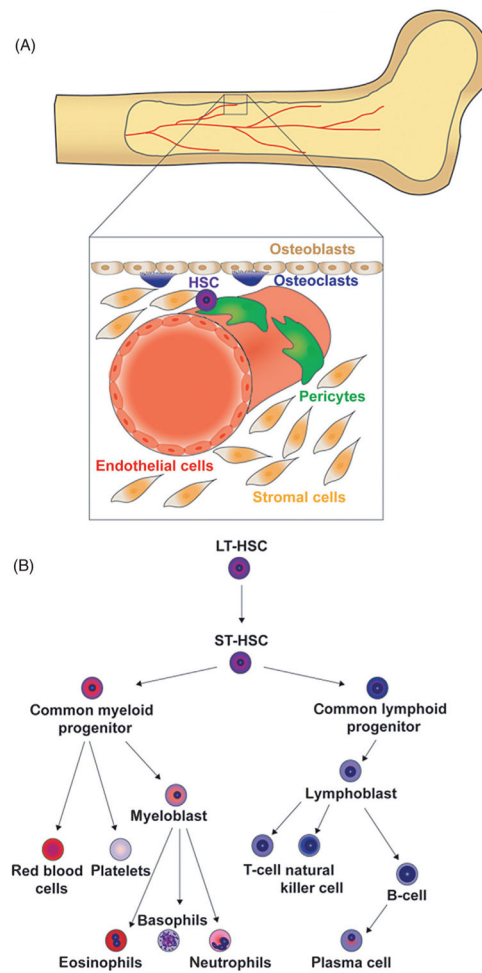 (A)
Osteoblasts
HSC
Osteoclasts
Pericytes
Endothelial cells
Stromal cells
(B)
LT-HSC
ST-HSC
Common myeloid
progenitor
Common lymphoid
progenitor
Myeloblast
Lymphoblast
Red blood
cells
Platelets
T-cell
natural
killer cell
B-cell
Basophils
Eosinophils
Neutrophils
Plasma cell